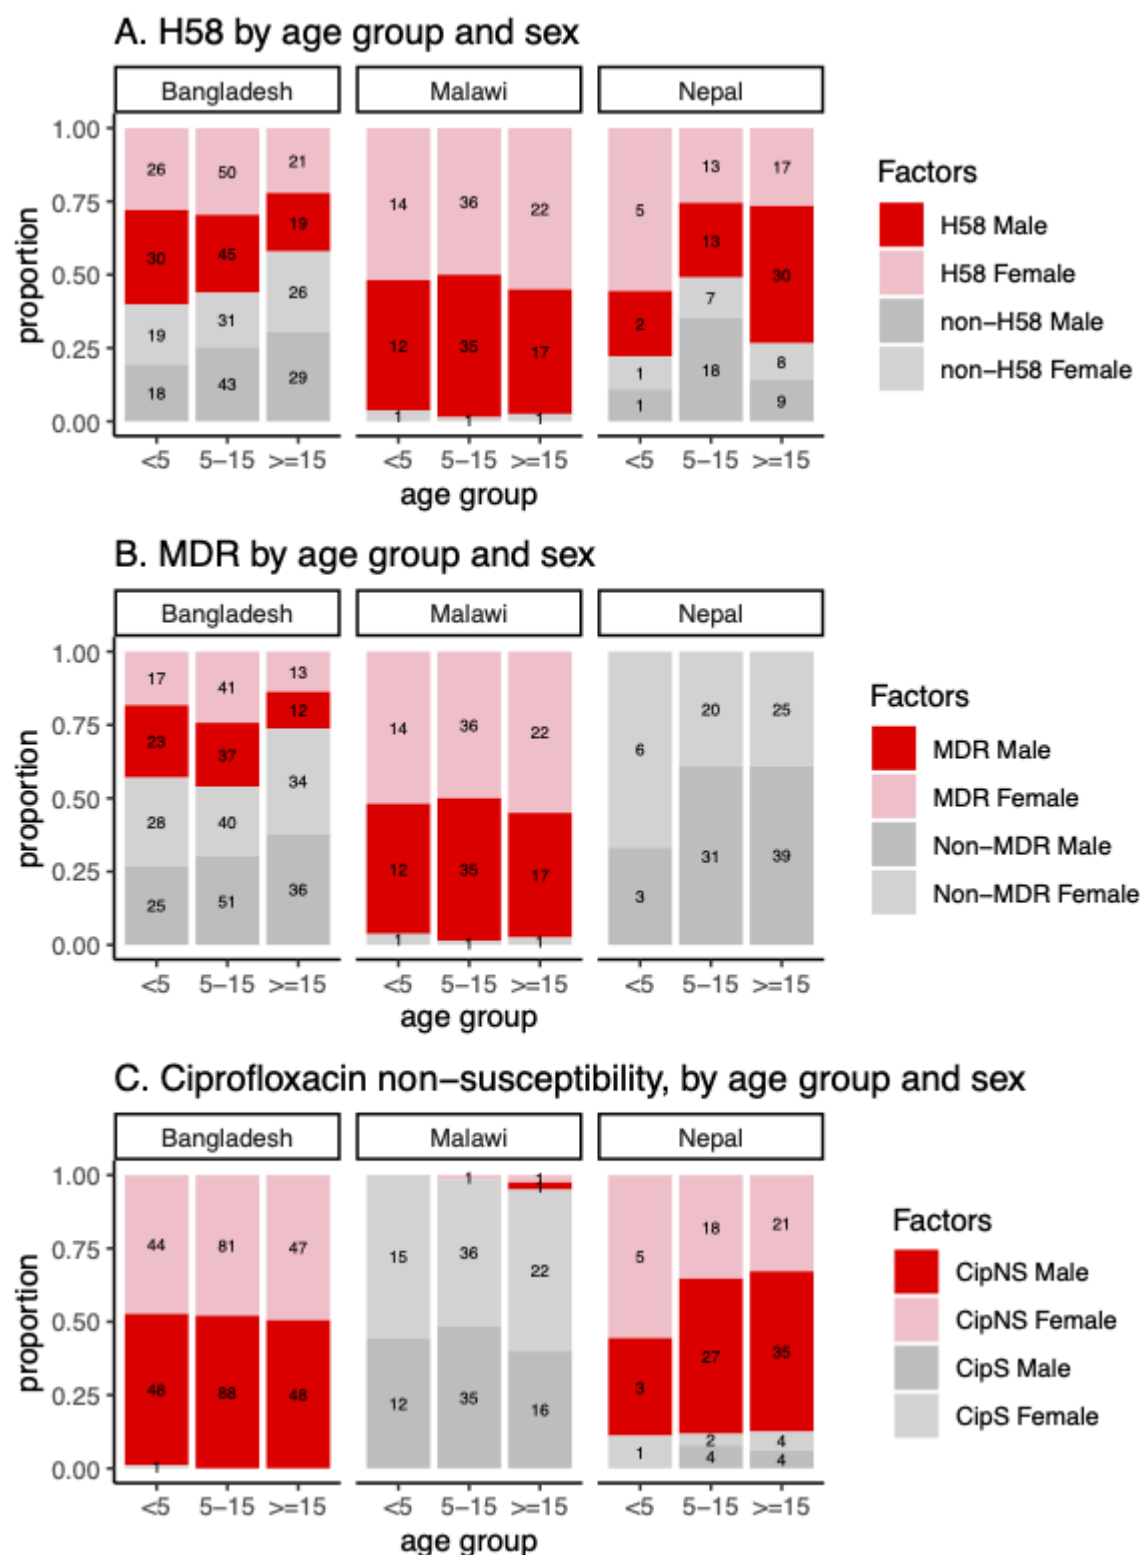 A. H58 by age group and sex
Bangladesh Malawi Nepal
proportion
1.00
0.75
0.50
0.25
0.00
26 50 21
30 45 19
19 31 26
18 43 29
14 36 22
12 35 17
1 1 1
5 13 17
2 13 30
1 7 8
1 18 9
<5 5–15 >=15 <5 5–15 >=15 <5 5–15 >=15
age group
Factors
H58 Male
H58 Female
non–H58 Male
non–H58 Female
B. MDR by age group and sex
Bangladesh Malawi Nepal
proportion
1.00
0.75
0.50
0.25
0.00
17 41 13
23 37 12
28 40 34
25 51 36
14 36 22
12 35 17
1 1 1
6 20 25
3 31 39
<5 5–15 >=15 <5 5–15 >=15 <5 5–15 >=15
age group
Factors
MDR Male
MDR Female
Non–MDR Male
Non–MDR Female
C. Ciprofloxacin non–susceptibility, by age group and sex
Bangladesh Malawi Nepal
proportion
1.00
0.75
0.50
0.25
0.00
44 81 47
48 88 48
1
1 1
1
15 36 22
12 35 16
5 18 21
3 27 35
1 2 4
4 4
<5 5–15 >=15 <5 5–15 >=15 <5 5–15 >=15
age group
Factors
CipNS Male
CipNS Female
CipS Male
CipS Female